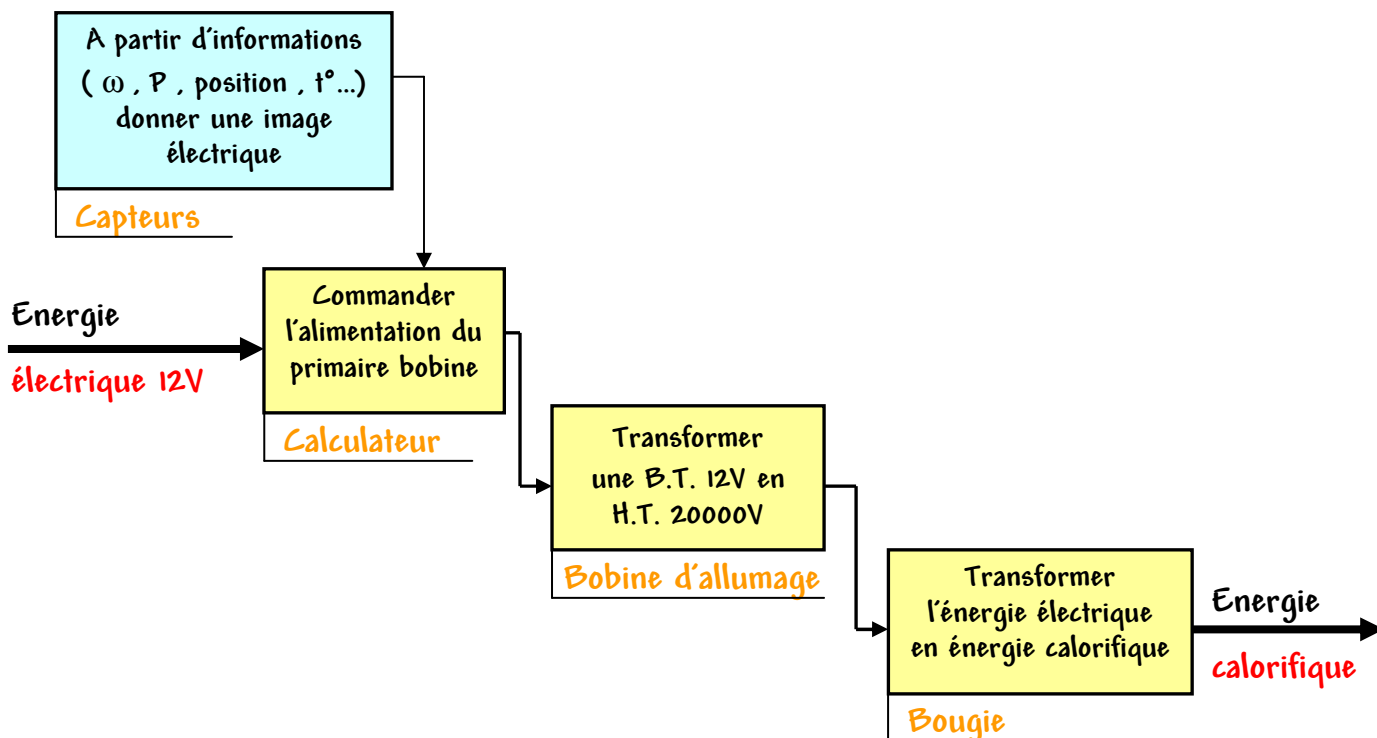 A partir d'informations
( ω , P , position , t°...)
donner une image
électrique
Capteurs
Energie
électrique 12V
Commander
l'alimentation du
primaire bobine
Calculateur
Transformer
une B.T. 12V en
H.T. 20000V
Bobine d'allumage
Transformer
l'énergie électrique
en énergie calorifique
Bougie
Energie
calorifique